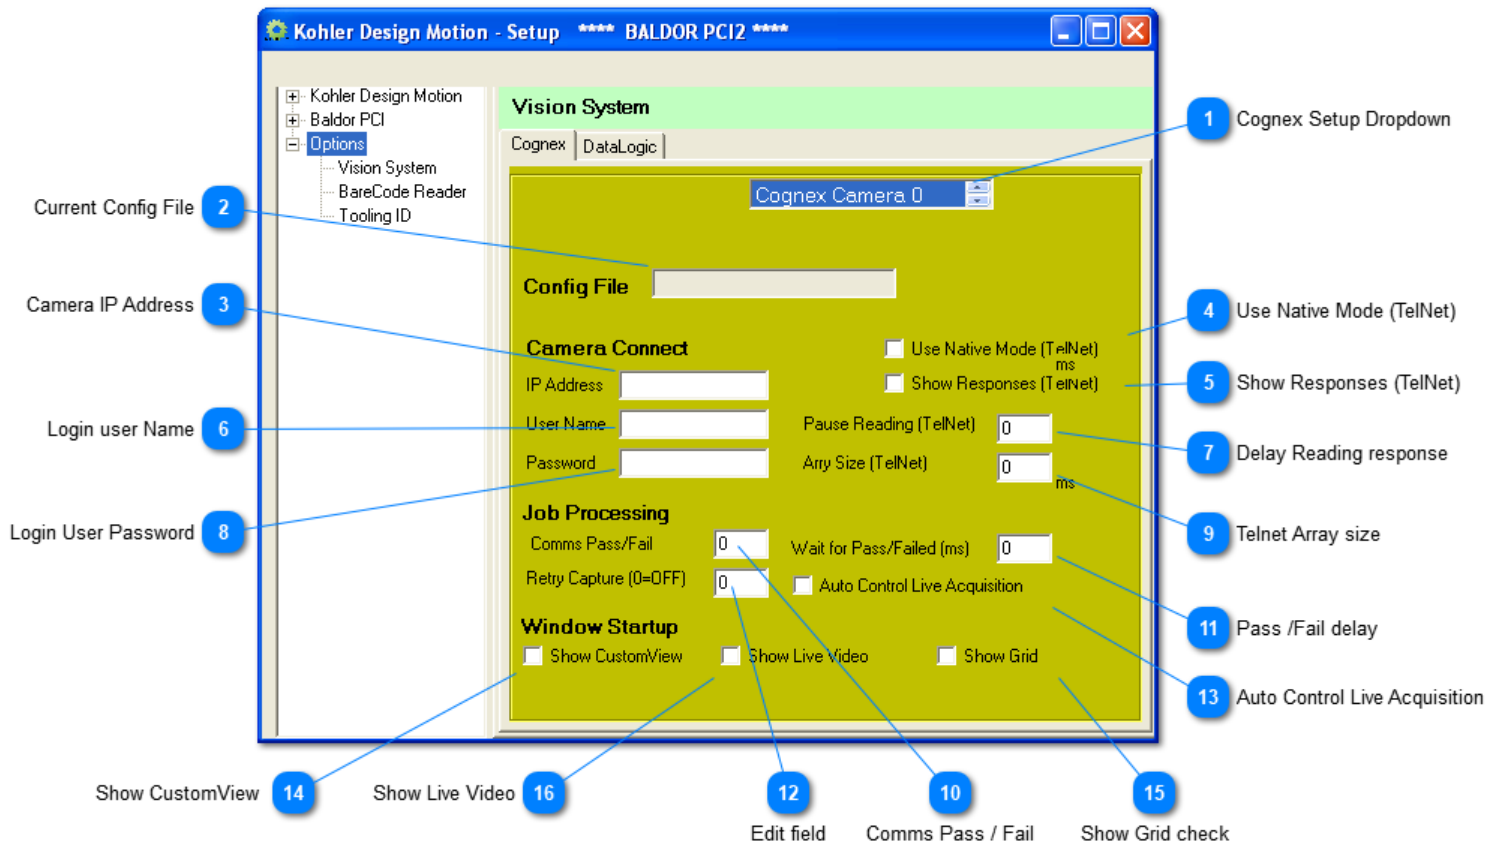 Kohler Design Motion - Setup **** BALDOR PCI2 ****
Kohler Design Motion
Baldor PCI
Options
Vision System
BareCode Reader
Tooling ID
Vision System
Cognex
DataLogic
Cognex Camera 0
Config File
Camera Connect
Use Native Mode (TelNet)
ms
IP Address
Show Responses (TelNet)
User Name
Pause Reading (TelNet)
0
Password
Arry Size (TelNet)
0
ms
Job Processing
Comms Pass/Fail
0
Wait for Pass/Failed (ms)
0
Retry Capture (0=OFF)
0
Auto Control Live Acquisition
Window Startup
Show CustomView
Show Live Video
Show Grid
1 Cognex Setup Dropdown
Current Config File 2
Camera IP Address 3
4 Use Native Mode (TelNet)
5 Show Responses (TelNet)
Login user Name 6
7 Delay Reading response
Login User Password 8
9 Telnet Array size
11 Pass /Fail delay
13 Auto Control Live Acquisition
Show CustomView 14
Show Live Video 16
12
Edit field
10
Comms Pass / Fail
15
Show Grid check